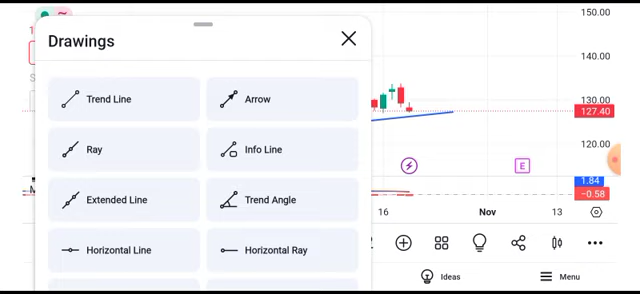 Drawings
Trend Line
Arrow
Ray
Info Line
Extended Line
Trend Angle
Horizontal Line
Horizontal Ray
150.00
140.00
130.00
127.40
120.00
E
1.84
−0.58
16
Nov
13
Ideas
Menu